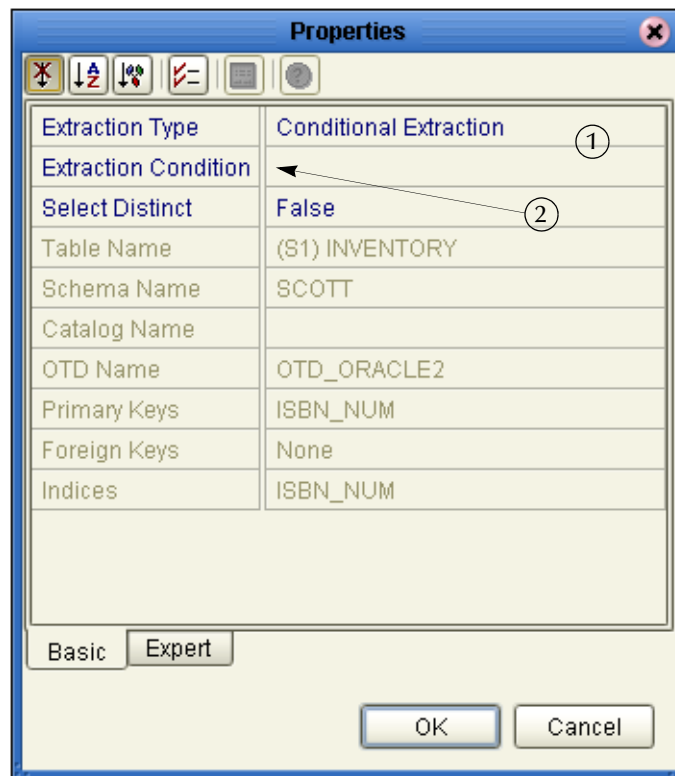 Properties
A
Z
?
Extraction Type Conditional Extraction
1
Extraction Condition
Select Distinct False
2
Table Name (S1) INVENTORY
Schema Name SCOTT
Catalog Name
OTD Name OTD_ORACLE2
Primary Keys ISBN_NUM
Foreign Keys None
Indices ISBN_NUM
Basic Expert
OK Cancel